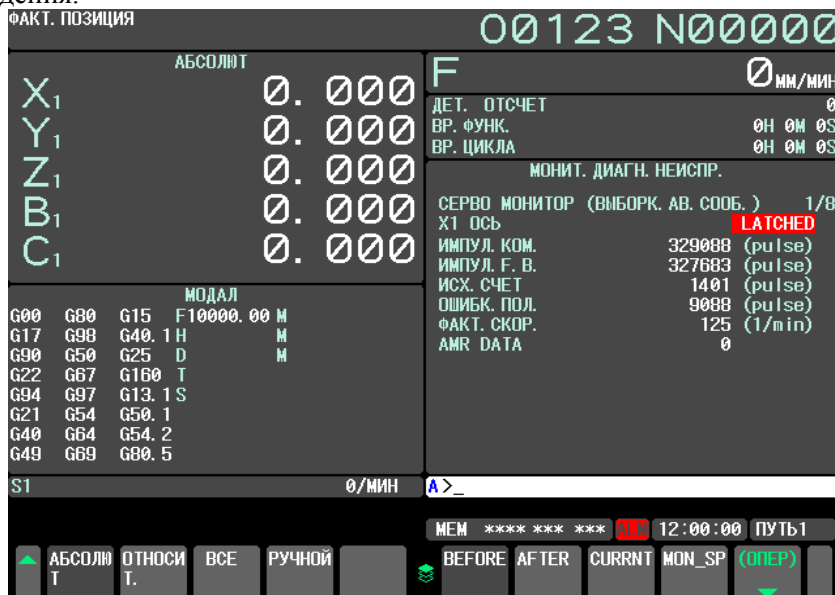 дения.
ФАКТ. ПОЗИЦИЯ
O0123 N00000
АБСОЛЮТ
X1 0. 000
Y1 0. 000
Z1 0. 000
B1 0. 000
C1 0. 000
F 0 ММ/МИН
ДЕТ. ОТСЧЕТ 0
ВР. ФУНК. 0H 0M 0S
ВР. ЦИКЛА 0H 0M 0S
МОНИТ. ДИАГН. НЕИСПР.
СЕРВО МОНИТОР (ВЫБОРК. АВ. СООБ. ) 1/8
X1 ОСЬ LATCHED
ИМПУЛ. КОМ. 329088 (pulse)
ИМПУЛ. F. B. 327683 (pulse)
ИСХ. СЧЕТ 1401 (pulse)
ОШИБК. ПОЛ. 9088 (pulse)
ФАКТ. СКОР. 125 (1/min)
AMR DATA 0
МОДАЛ
G00 G80 G15 F10000. 00 M
G17 G98 G40. 1 H M
G90 G50 G25 D M
G22 G67 G160 T
G94 G97 G13. 1 S
G21 G54 G50. 1
G40 G64 G54. 2
G49 G69 G80. 5
S1 0/МИН
A >_
MEM **** *** *** ALM 12:00:00 ПУТЬ1
АБСОЛЮ
Т
ОТНОСИ
Т.
ВСЕ
РУЧНОЙ
BEFORE AFTER CURRNT MON_SP (ОПЕР)